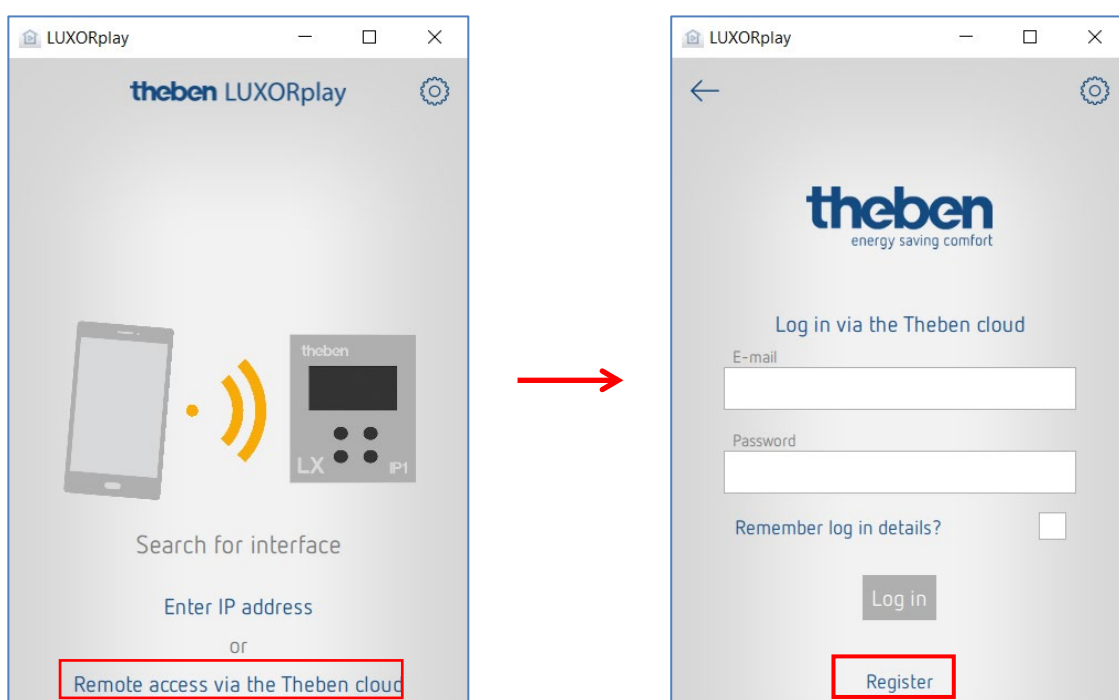 LUXORplay
theben LUXORplay
theben
LX
IP1
Search for interface
Enter IP address
or
Remote access via the Theben cloud
LUXORplay
theben
energy saving comfort
Log in via the Theben cloud
E-mail
Password
Remember log in details?
Log in
Register